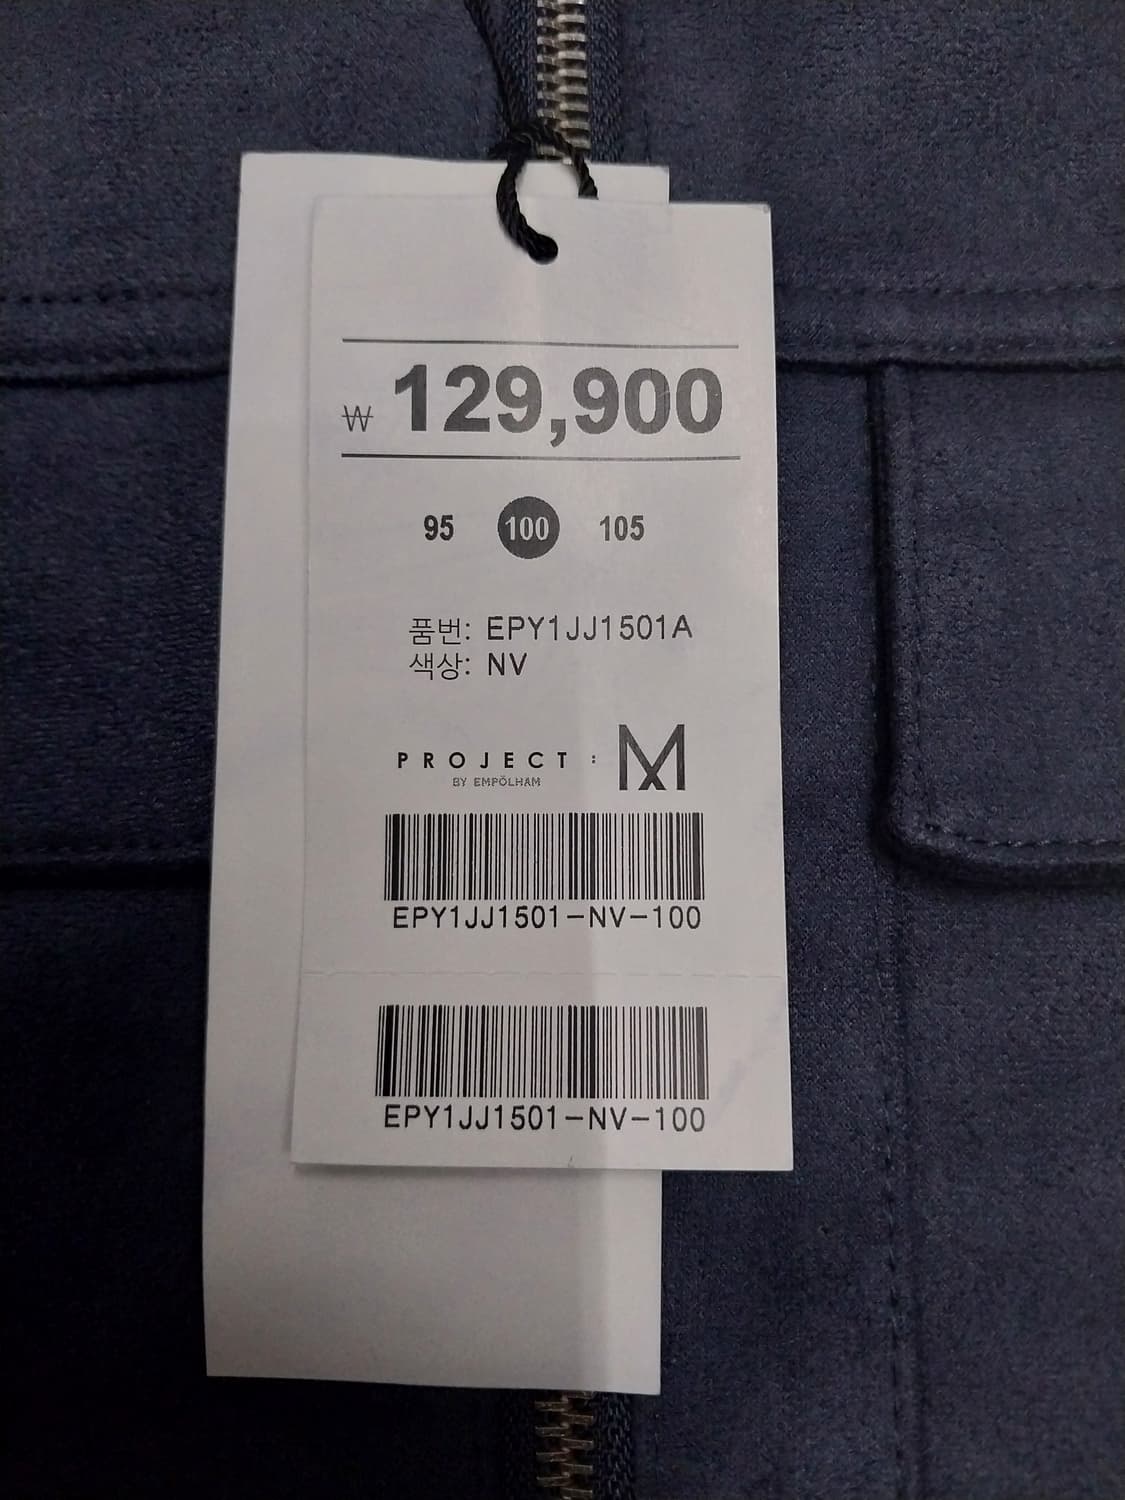 ₩ 129,900
95 100 105
품번: EPY1JJ1501A
색상: NV
PROJECT : M
BY EMPÖLHAM
EPY1JJ1501-NV-100
EPY1JJ1501-NV-100